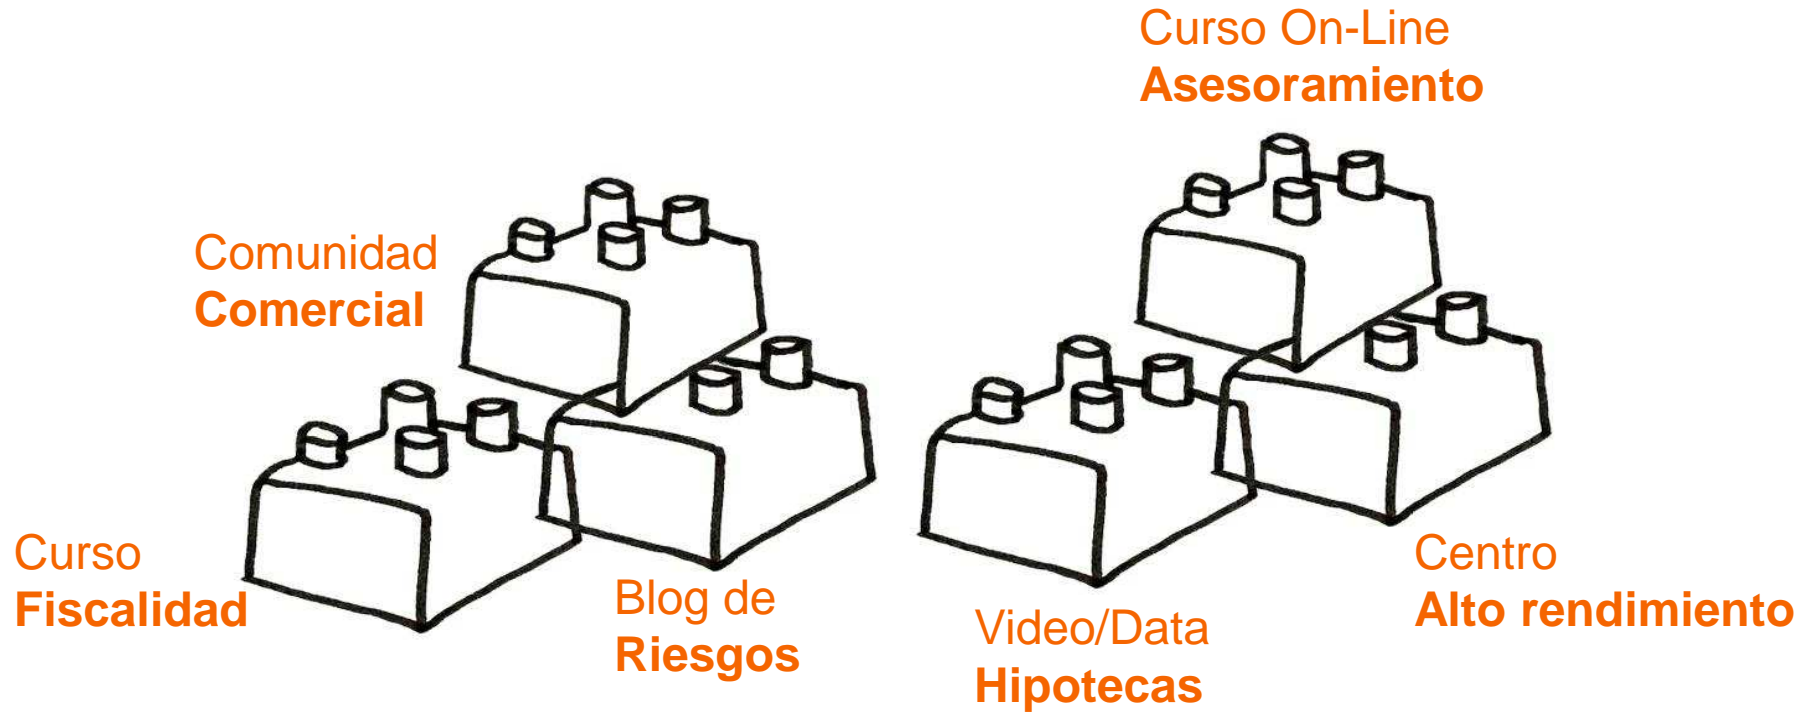 Curso On-Line
Asesoramiento
Comunidad
Comercial
Curso
Fiscalidad
Blog de
Riesgos
Video/Data
Hipotecas
Centro
Alto rendimiento